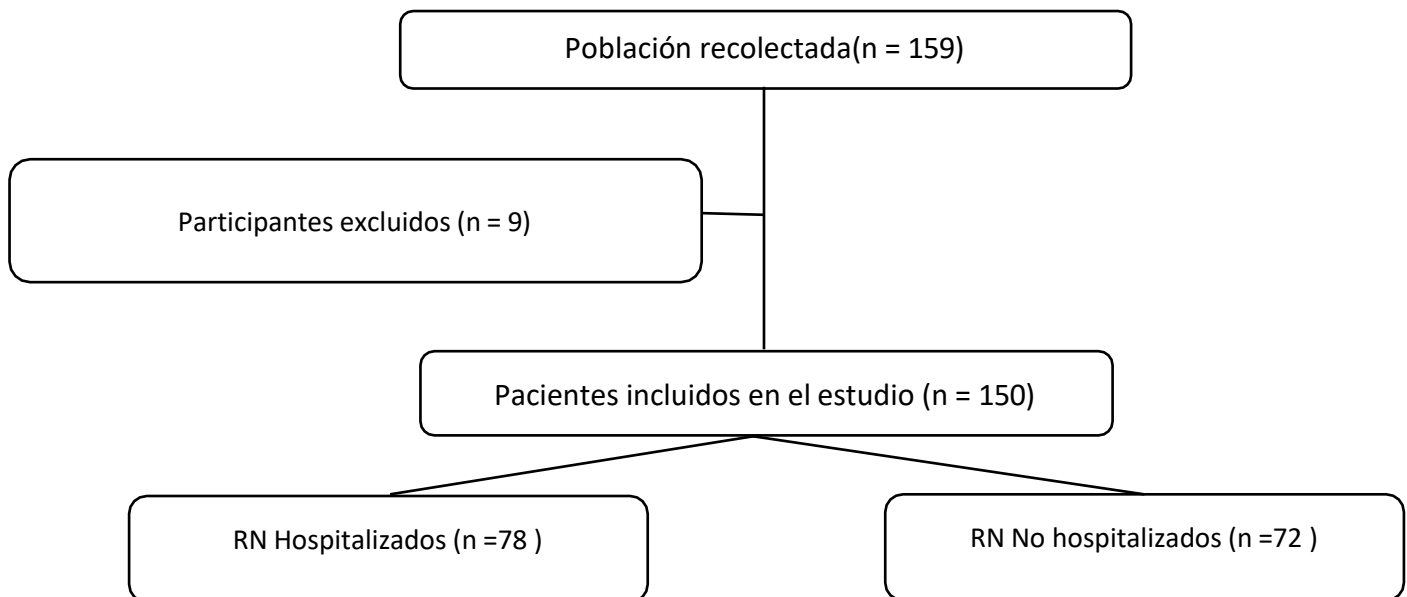 Población recolectada(n = 159)
Participantes excluidos (n = 9)
Pacientes incluidos en el estudio (n = 150)
RN Hospitalizados (n =78 )
RN No hospitalizados (n =72 )